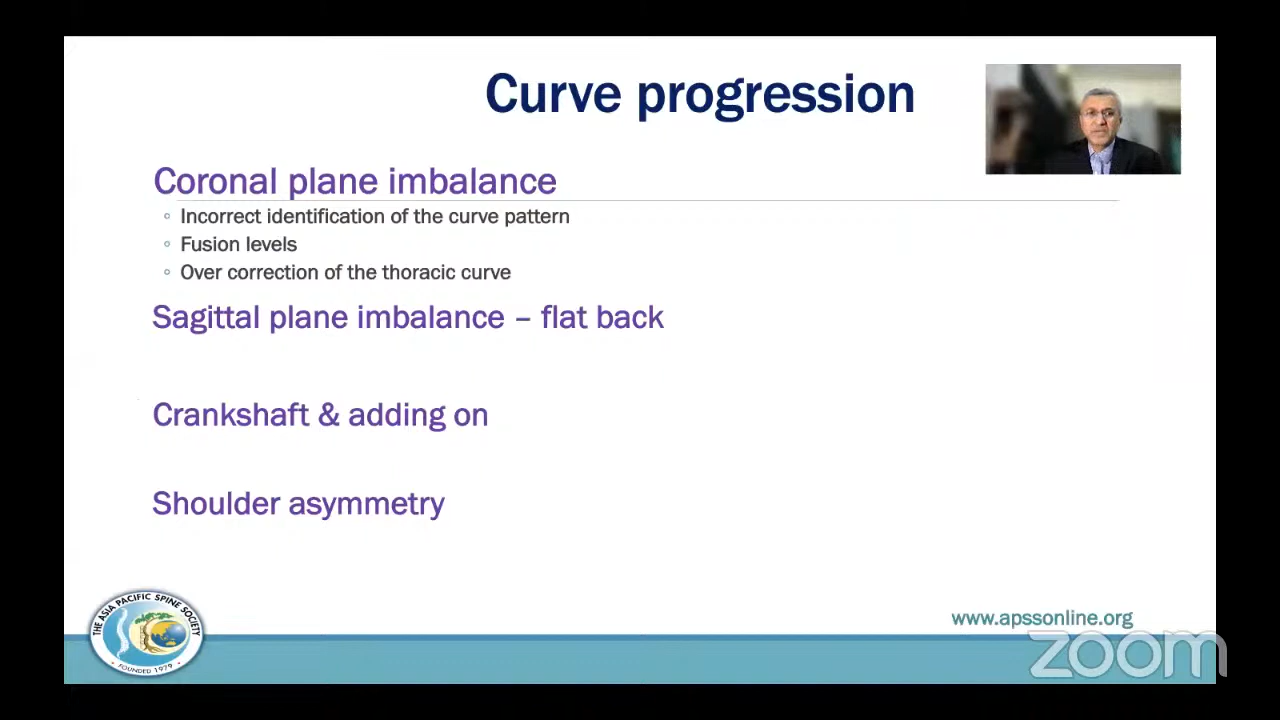 Curve progression
Coronal plane imbalance
◦ Incorrect identification of the curve pattern
◦ Fusion levels
◦ Over correction of the thoracic curve
Sagittal plane imbalance – flat back
Crankshaft & adding on
Shoulder asymmetry
THE ASIA PACIFIC SPINE SOCIETY
• FOUNDED 1979 •
www.apssonline.org
zoom